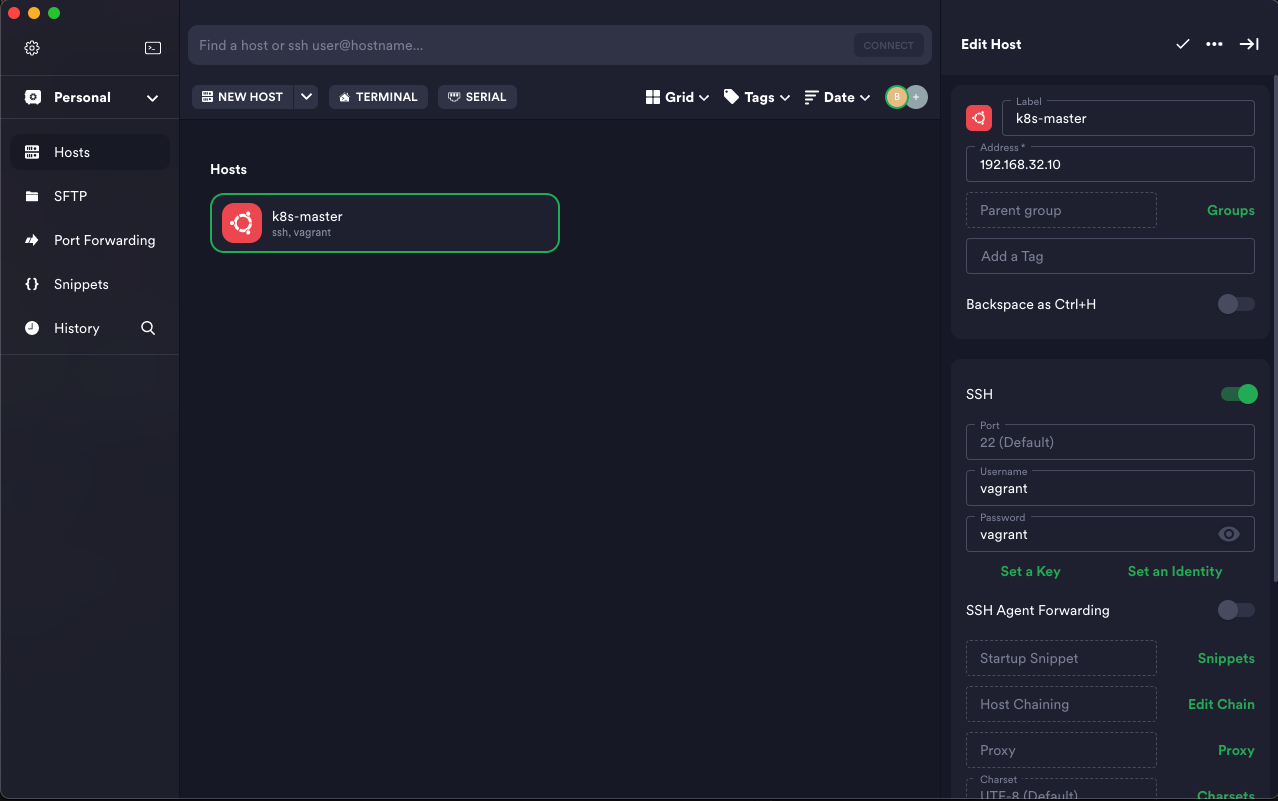 Find a host or ssh user@hostname...
CONNECT
Edit Host
Personal
NEW HOST
TERMINAL
SERIAL
Grid
Tags
Date
B
+
Hosts
SFTP
Port Forwarding
Snippets
History
Hosts
k8s-master
ssh, vagrant
Label
k8s-master
Address *
192.168.32.10
Parent group
Groups
Add a Tag
Backspace as Ctrl+H
SSH
Port
22 (Default)
Username
vagrant
Password
vagrant
Set a Key
Set an Identity
SSH Agent Forwarding
Startup Snippet
Snippets
Host Chaining
Edit Chain
Proxy
Proxy
Charset
UTF-8 (Default)
Charsets